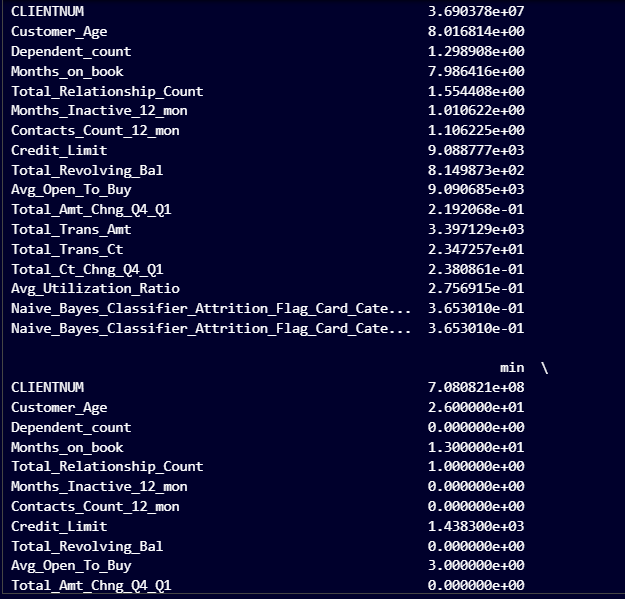 CLIENTNUM 3.690378e+07
Customer_Age 8.016814e+00
Dependent_count 1.298908e+00
Months_on_book 7.986416e+00
Total_Relationship_Count 1.554408e+00
Months_Inactive_12_mon 1.010622e+00
Contacts_Count_12_mon 1.106225e+00
Credit_Limit 9.088777e+03
Total_Revolving_Bal 8.149873e+02
Avg_Open_To_Buy 9.090685e+03
Total_Amt_Chng_Q4_Q1 2.192068e-01
Total_Trans_Amt 3.397129e+03
Total_Trans_Ct 2.347257e+01
Total_Ct_Chng_Q4_Q1 2.380861e-01
Avg_Utilization_Ratio 2.756915e-01
Naive_Bayes_Classifier_Attrition_Flag_Card_Cate... 3.653010e-01
Naive_Bayes_Classifier_Attrition_Flag_Card_Cate... 3.653010e-01
min \
CLIENTNUM 7.080821e+08
Customer_Age 2.600000e+01
Dependent_count 0.000000e+00
Months_on_book 1.300000e+01
Total_Relationship_Count 1.000000e+00
Months_Inactive_12_mon 0.000000e+00
Contacts_Count_12_mon 0.000000e+00
Credit_Limit 1.438300e+03
Total_Revolving_Bal 0.000000e+00
Avg_Open_To_Buy 3.000000e+00
Total_Amt_Chng_Q4_Q1 0.000000e+00